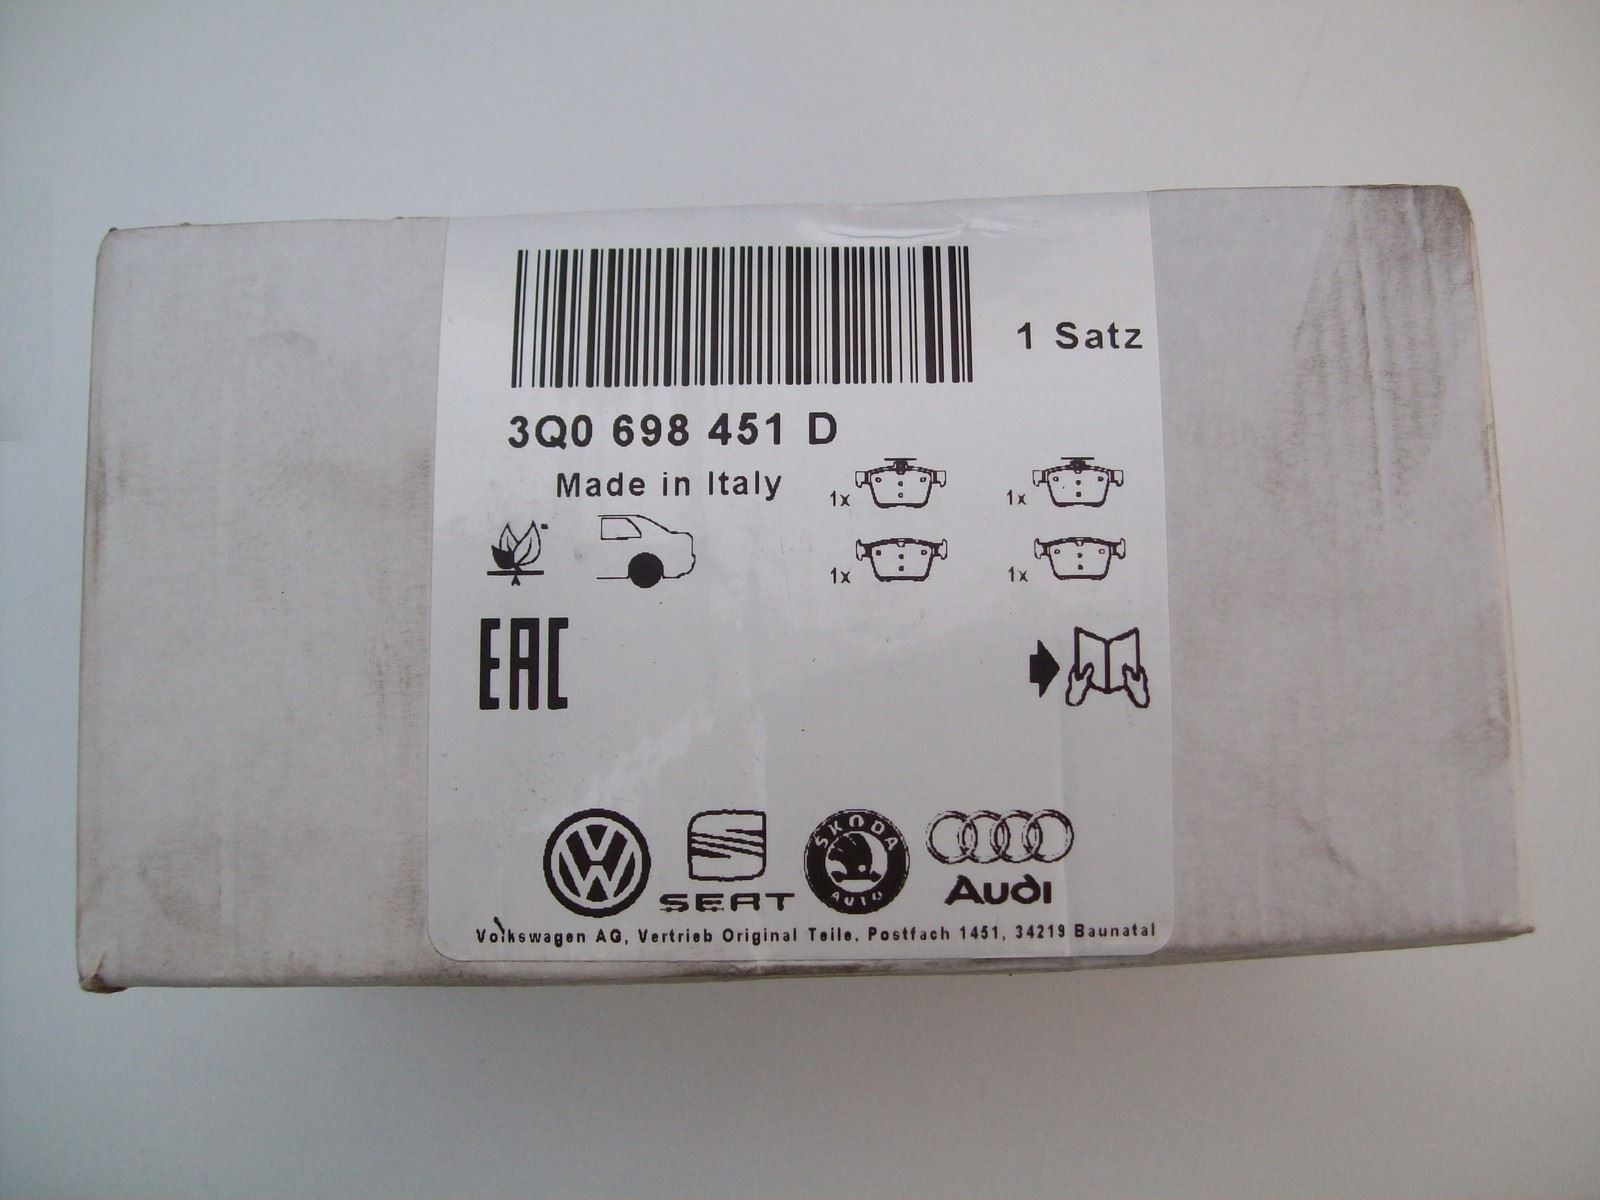 1 Satz
3Q0 698 451 D
Made in Italy
1x
1x
1x
1x
EAC
SEAT
SKODA
AUTO
Audi
Volkswagen AG, Vertrieb Original Teile, Postfach 1451, 34219 Baunatal